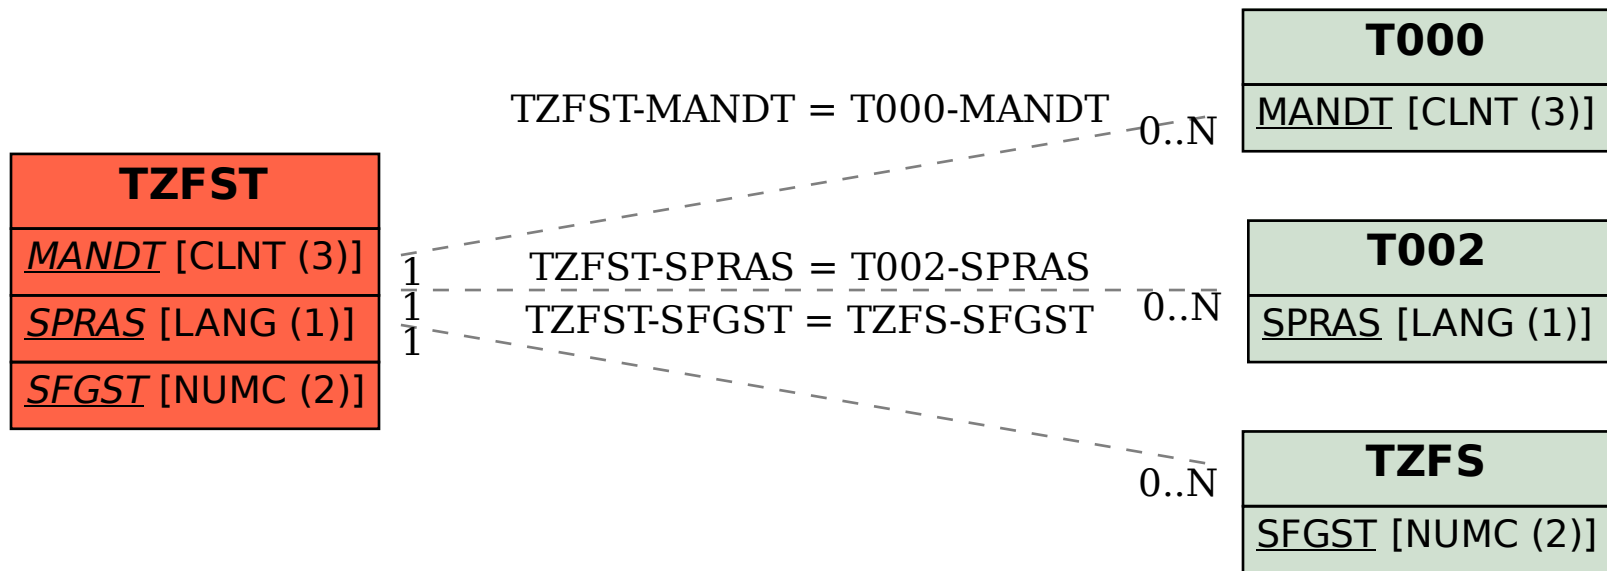 TZFST
MANDT [CLNT (3)]
SPRAS [LANG (1)]
SFGST [NUMC (2)]
TZFST-MANDT = T000-MANDT
0..N
1
TZFST-SPRAS = T002-SPRAS
0..N
1
TZFST-SFGST = TZFS-SFGST
1
0..N
T000
MANDT [CLNT (3)]
T002
SPRAS [LANG (1)]
TZFS
SFGST [NUMC (2)]